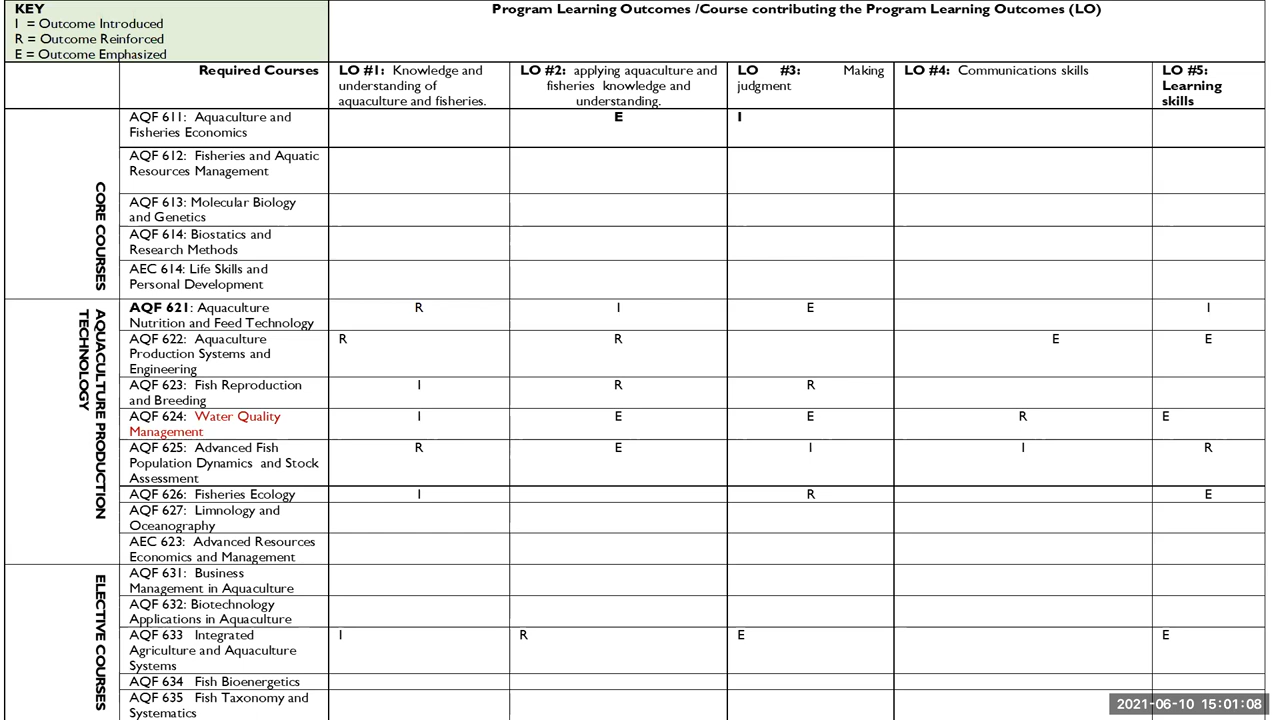 KEY
I = Outcome Introduced
R = Outcome Reinforced
E = Outcome Emphasized
Program Learning Outcomes /Course contributing the Program Learning Outcomes (LO)
Required Courses
LO #1: Knowledge and
understanding of
aquaculture and fisheries.
LO #2: applying aquaculture and
fisheries knowledge and
understanding.
LO #3: Making
judgment
LO #4: Communications skills
LO #5:
Learning
skills
CORE COURSES
AQF 611: Aquaculture and
Fisheries Economics
E
I
AQF 612: Fisheries and Aquatic
Resources Management
AQF 613: Molecular Biology
and Genetics
AQF 614: Biostatics and
Research Methods
AEC 614: Life Skills and
Personal Development
AQUACULTURE PRODUCTION
TECHNOLOGY
AQF 621: Aquaculture
Nutrition and Feed Technology
R
I
E
I
AQF 622: Aquaculture
Production Systems and
Engineering
R
R
E
E
AQF 623: Fish Reproduction
and Breeding
I
R
R
AQF 624: Water Quality
Management
I
E
E
R
E
AQF 625: Advanced Fish
Population Dynamics and Stock
Assessment
R
E
I
I
R
AQF 626: Fisheries Ecology
I
R
E
AQF 627: Limnology and
Oceanography
AEC 623: Advanced Resources
Economics and Management
ELECTIVE COURSES
AQF 631: Business
Management in Aquaculture
AQF 632: Biotechnology
Applications in Aquaculture
AQF 633 Integrated
Agriculture and Aquaculture
Systems
I
R
E
E
AQF 634 Fish Bioenergetics
AQF 635 Fish Taxonomy and
Systematics
2021-06-10 15:01:08